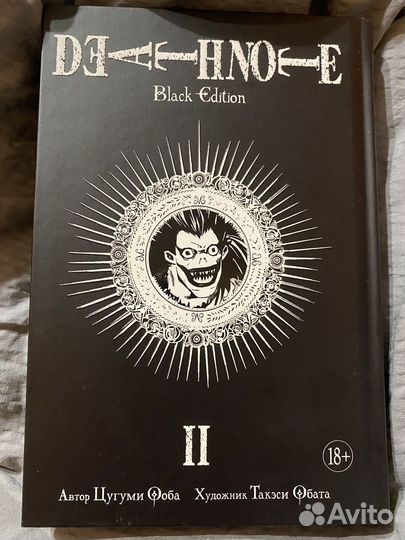 DEATH NOTE
Black Edition
II
18+
Автор Цугуми Ооба Художник Такэси Обата
Avito